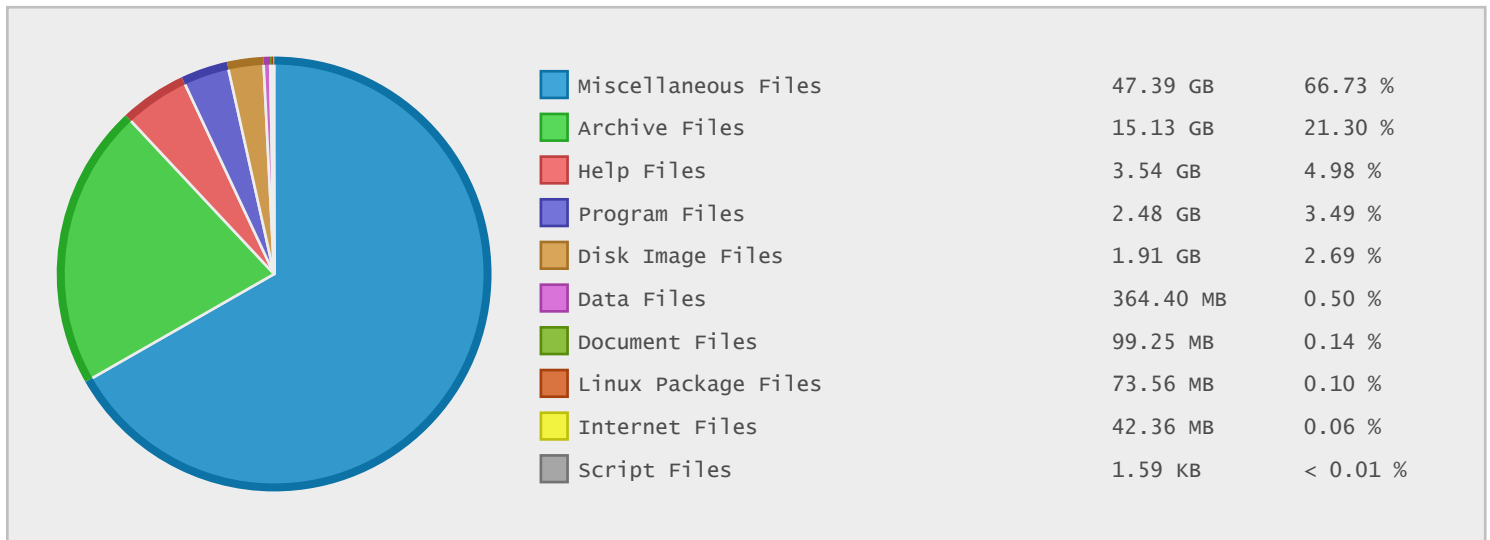 Miscellaneous Files 47.39 GB 66.73 %
Archive Files 15.13 GB 21.30 %
Help Files 3.54 GB 4.98 %
Program Files 2.48 GB 3.49 %
Disk Image Files 1.91 GB 2.69 %
Data Files 364.40 MB 0.50 %
Document Files 99.25 MB 0.14 %
Linux Package Files 73.56 MB 0.10 %
Internet Files 42.36 MB 0.06 %
Script Files 1.59 KB < 0.01 %